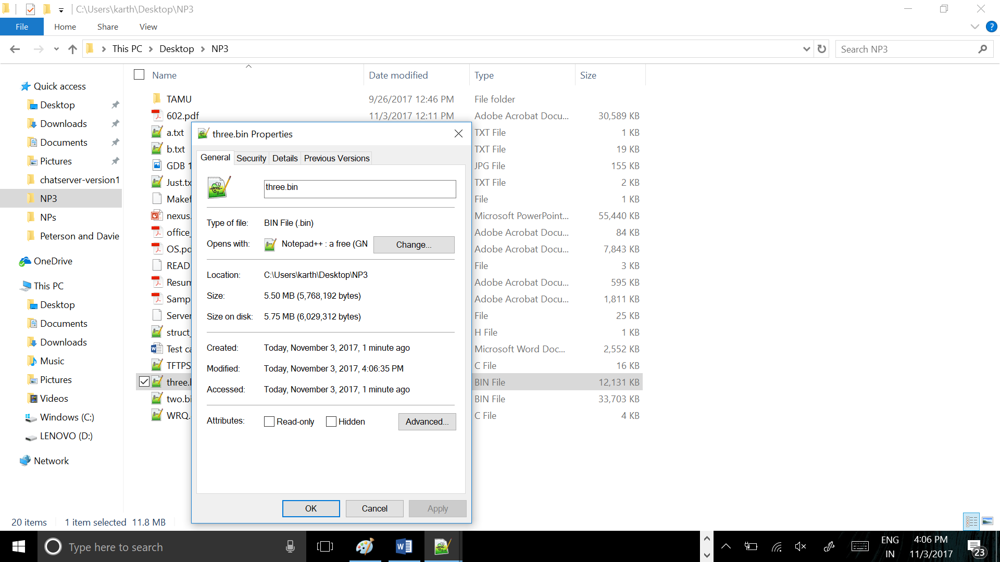 C:\Users\karth\Desktop\NP3
File Home Share View
This PC Desktop NP3
Search NP3
Name Date modified Type Size
Quick access
Desktop
Downloads
Documents
Pictures
chatserver-version1
NP3
NPs
Peterson and Davie
OneDrive
This PC
Desktop
Documents
Downloads
Music
Pictures
Videos
Windows (C:)
LENOVO (D:)
Network
TAMU 9/26/2017 12:46 PM File folder
602.pdf 11/3/2017 12:11 PM Adobe Acrobat Docu... 30,589 KB
a.txt TXT File 1 KB
b.txt TXT File 19 KB
GDB 1 JPG File 155 KB
Just.tx TXT File 2 KB
Makef File 1 KB
nexus. Microsoft PowerPoint... 55,440 KB
office_ Adobe Acrobat Docu... 84 KB
OS.pd Adobe Acrobat Docu... 7,843 KB
READ File 3 KB
Resum Adobe Acrobat Docu... 595 KB
Samp Adobe Acrobat Docu... 1,811 KB
Server File 25 KB
struct_ H File 1 KB
Test ca Microsoft Word Doc... 2,552 KB
TFTPS C File 16 KB
three.b BIN File 12,131 KB
two.bi BIN File 33,703 KB
WRQ. C File 4 KB
three.bin Properties
General Security Details Previous Versions
three.bin
Type of file: BIN File (.bin)
Opens with: Notepad++ : a free (GN Change...
Location: C:\Users\karth\Desktop\NP3
Size: 5.50 MB (5,768,192 bytes)
Size on disk: 5.75 MB (6,029,312 bytes)
Created: Today, November 3, 2017, 1 minute ago
Modified: Today, November 3, 2017, 4:06:35 PM
Accessed: Today, November 3, 2017, 1 minute ago
Attributes: Read-only Hidden Advanced...
OK Cancel Apply
20 items 1 item selected 11.8 MB
Type here to search
ENG
IN
4:06 PM
11/3/2017
23